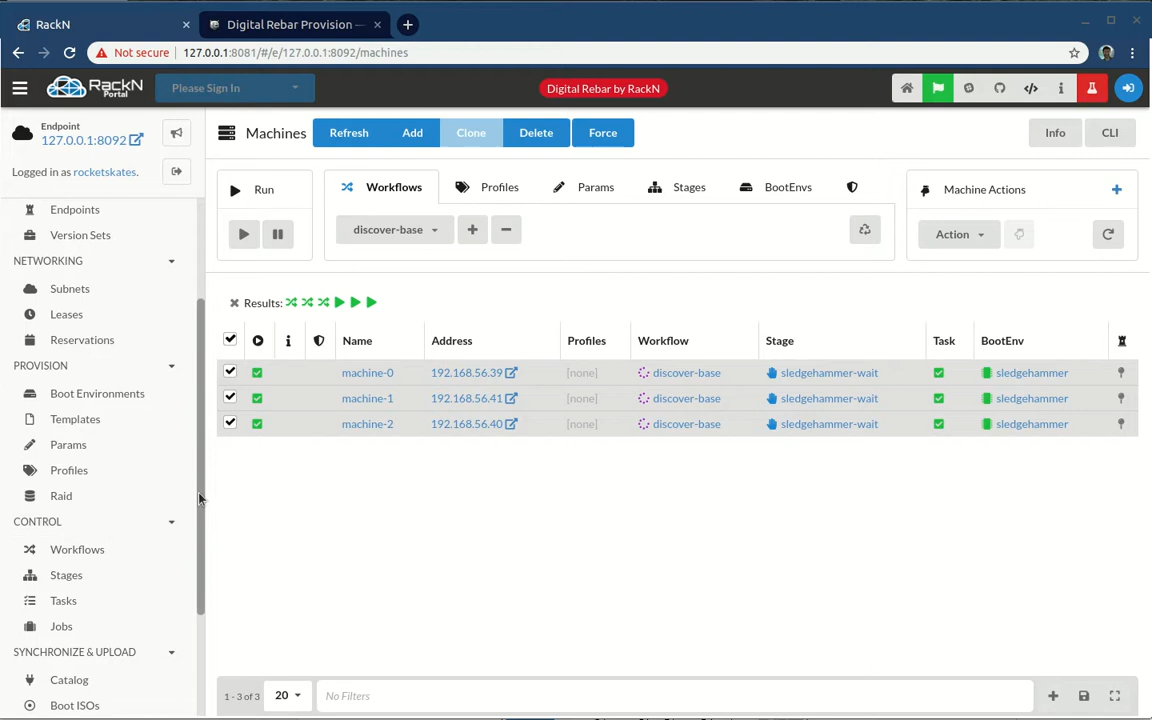 RackN
Digital Rebar Provision —
Not secure
127.0.0.1:8081/#/e/127.0.0.1:8092/machines
RackN
Portal
Please Sign In
Digital Rebar by RackN
Endpoint
127.0.0.1:8092
Logged in as rocketskates.
Endpoints
Version Sets
NETWORKING
Subnets
Leases
Reservations
PROVISION
Boot Environments
Templates
Params
Profiles
Raid
CONTROL
Workflows
Stages
Tasks
Jobs
SYNCHRONIZE & UPLOAD
Catalog
Boot ISOs
Machines
Refresh
Add
Clone
Delete
Force
Info
CLI
Run
Workflows
Profiles
Params
Stages
BootEnvs
discover-base
Machine Actions
Action
Results:
Name Address Profiles Workflow Stage Task BootEnv
machine-0 192.168.56.39 [none] discover-base sledgehammer-wait sledgehammer
machine-1 192.168.56.41 [none] discover-base sledgehammer-wait sledgehammer
machine-2 192.168.56.40 [none] discover-base sledgehammer-wait sledgehammer
1 - 3 of 3
20
No Filters